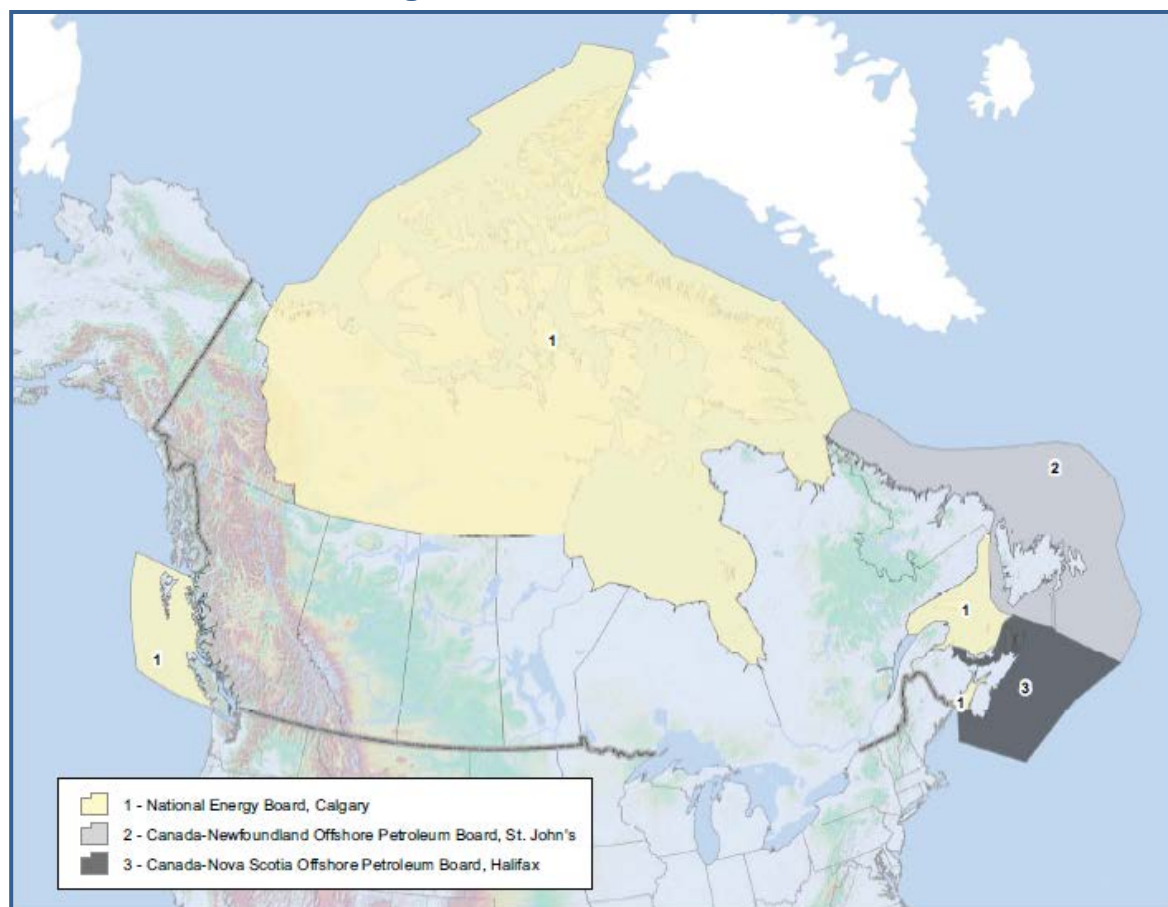 1
2
1
1
3
1
1 - National Energy Board, Calgary
2 - Canada-Newfoundland Offshore Petroleum Board, St. John's
3 - Canada-Nova Scotia Offshore Petroleum Board, Halifax